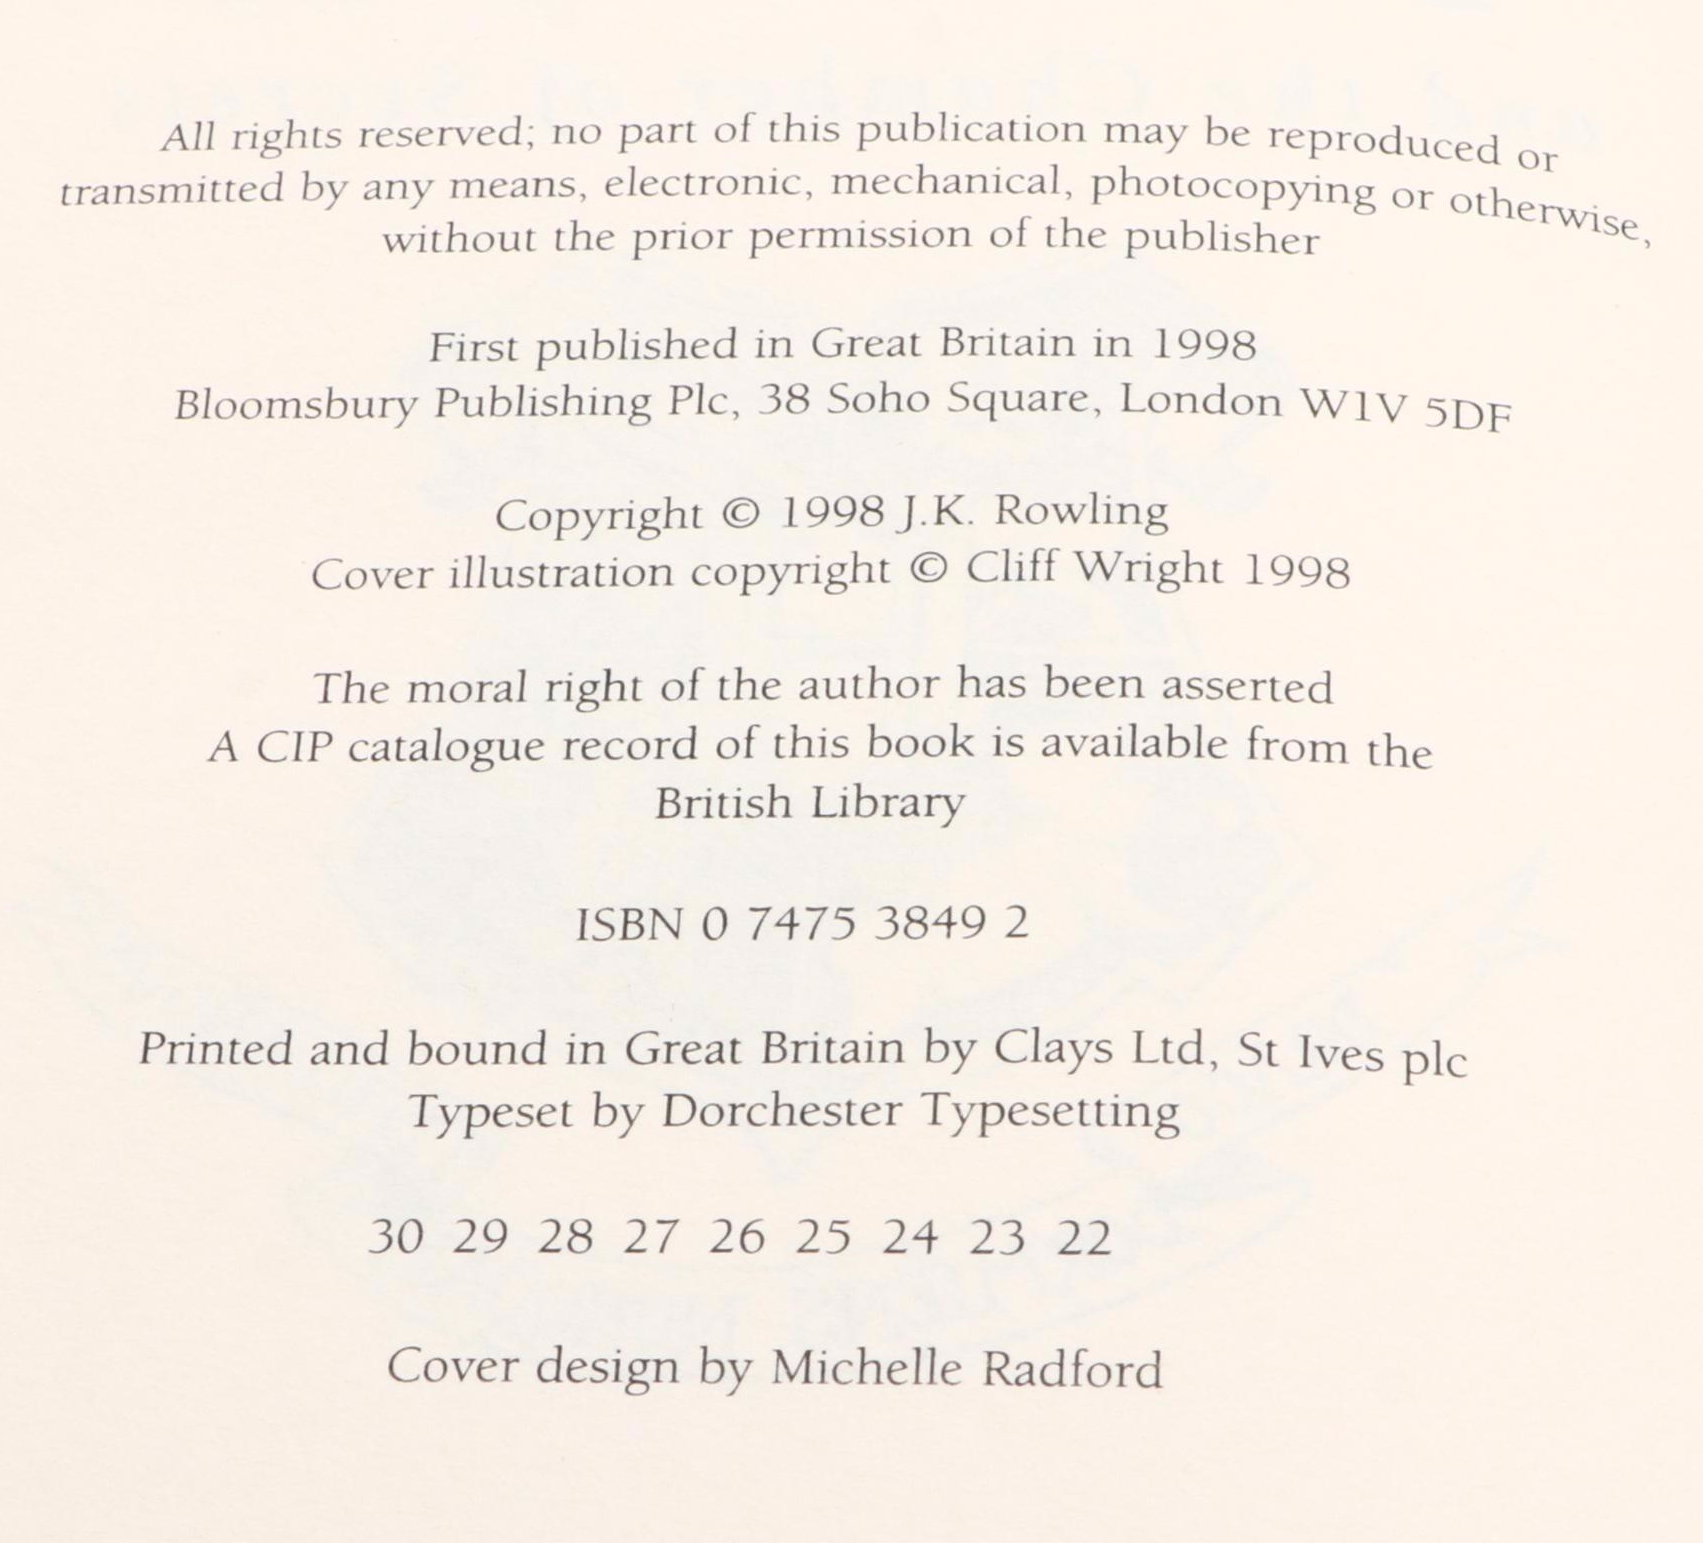 All rights reserved; no part of this publication may be reproduced or
transmitted by any means, electronic, mechanical, photocopying or otherwise,
without the prior permission of the publisher
First published in Great Britain in 1998
Bloomsbury Publishing Plc, 38 Soho Square, London W1V 5DF
Copyright © 1998 J.K. Rowling
Cover illustration copyright © Cliff Wright 1998
The moral right of the author has been asserted
A CIP catalogue record of this book is available from the
British Library
ISBN 0 7475 3849 2
Printed and bound in Great Britain by Clays Ltd, St Ives plc
Typeset by Dorchester Typesetting
30 29 28 27 26 25 24 23 22
Cover design by Michelle Radford